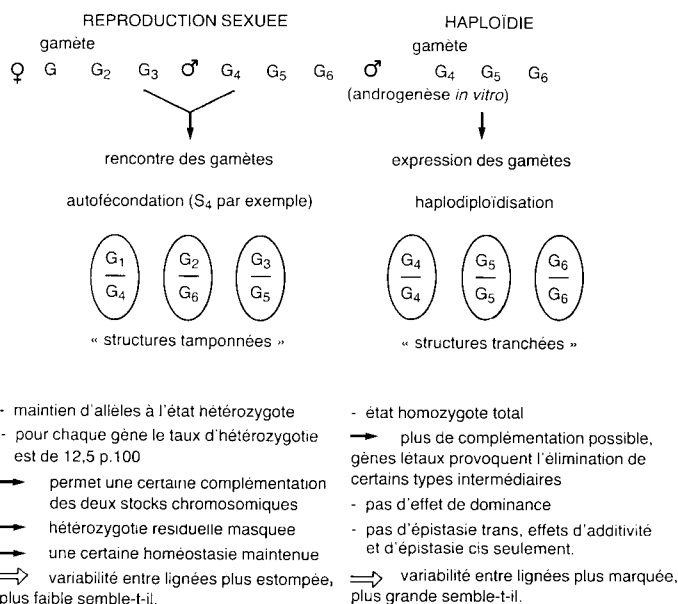 REPRODUCTION SEXUEE
gamète
♀ G G2 G3 ♂ G4 G5 G6
rencontre des gamètes
autofécondation (S4 par exemple)
G1 G2 G3
G4 G6 G5
« structures tamponnées »
- maintien d'allèles à l'état hétérozygote
- pour chaque gène le taux d'hétérozygotie
est de 12,5 p.100
→ permet une certaine complémentation
des deux stocks chromosomiques
→ hétérozygotie residuelle masquee
→ une certaine homéostasie maintenue
⇒ variabilité entre lignées plus estompée,
plus faible semble-t-il.
HAPLOÏDIE
gamète
♂ G4 G5 G6
(androgenèse in vitro)
expression des gamètes
haplodiploïdisation
G4 G5 G6
G4 G5 G6
« structures tranchées »
- état homozygote total
→ plus de complémentation possible,
gènes létaux provoquent l'élimination de
certains types intermédiaires
- pas d'effet de dominance
- pas d'épistasie trans, effets d'additivité
et d'épistasie cis seulement.
⇒ variabilité entre lignées plus marquée,
plus grande semble-t-il.